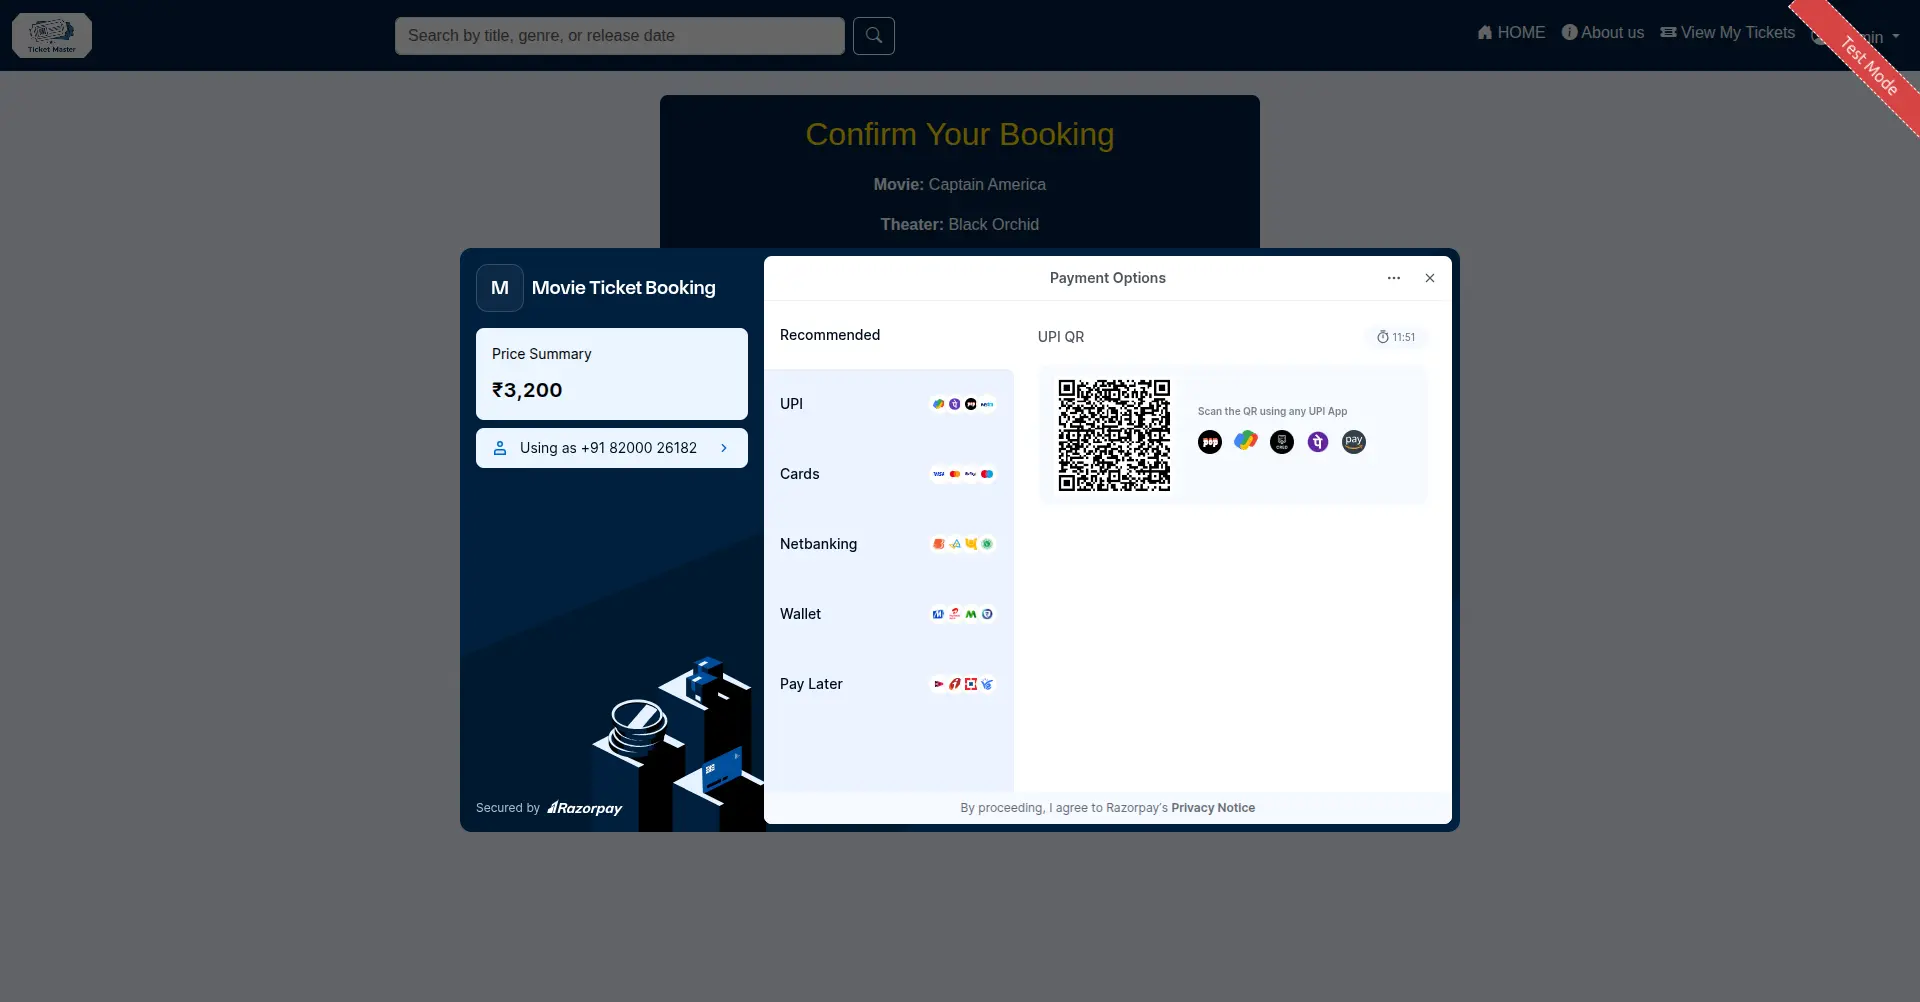 Ticket Master
Search by title, genre, or release date
HOME
About us
View My Tickets
Test Mode
Confirm Your Booking
Movie: Captain America
Theater: Black Orchid
M
Movie Ticket Booking
Price Summary
₹3,200
Using as +91 82000 26182
Secured by Razorpay
Payment Options
Recommended
UPI
Cards
Netbanking
Wallet
Pay Later
UPI QR
11:51
Scan the QR using any UPI App
pop
पे
pay
By proceeding, I agree to Razorpay's Privacy Notice